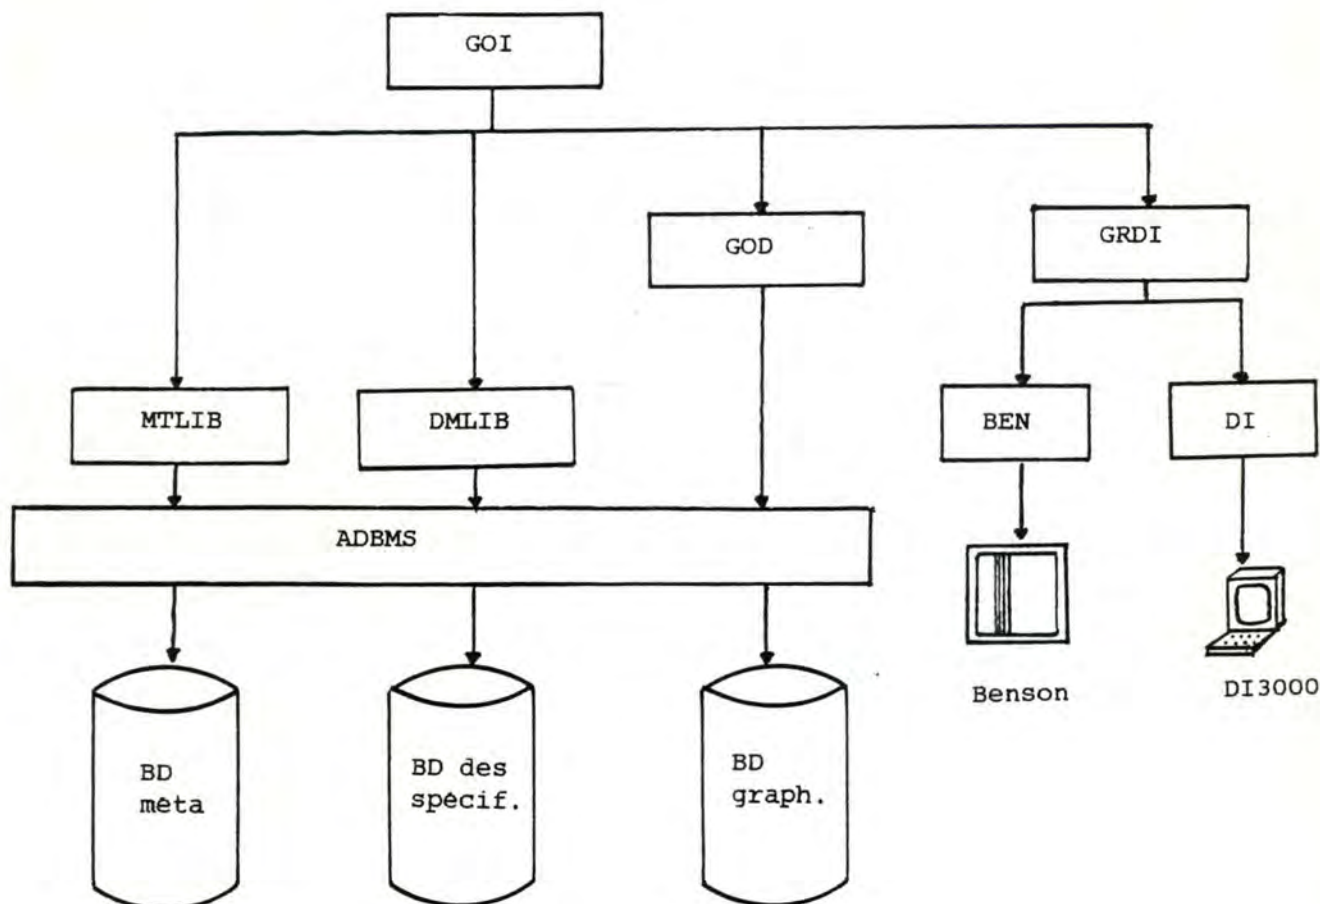 GOI
GOD
GRDI
MTLIB
DMLIB
BEN
DI
ADBMS
Benson
DI3000
BD
méta
BD des
spécif.
BD
graph.